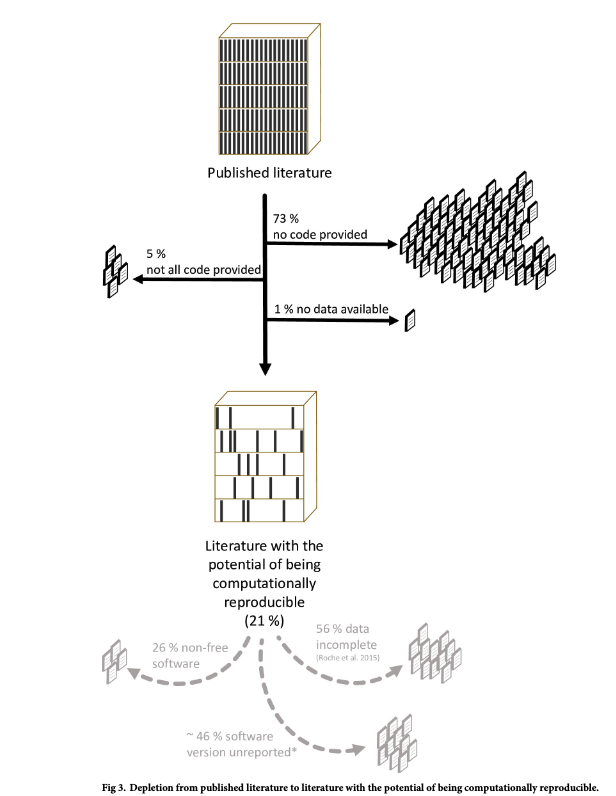 Published literature
73 %
no code provided
5 %
not all code provided
1 % no data available
Literature with the
potential of being
computationally
reproducible
(21 %)
56 % data
incomplete
(Roche et al. 2015)
26 % non-free
software
~ 46 % software
version unreported*
Fig 3. Depletion from published literature to literature with the potential of being computationally reproducible.